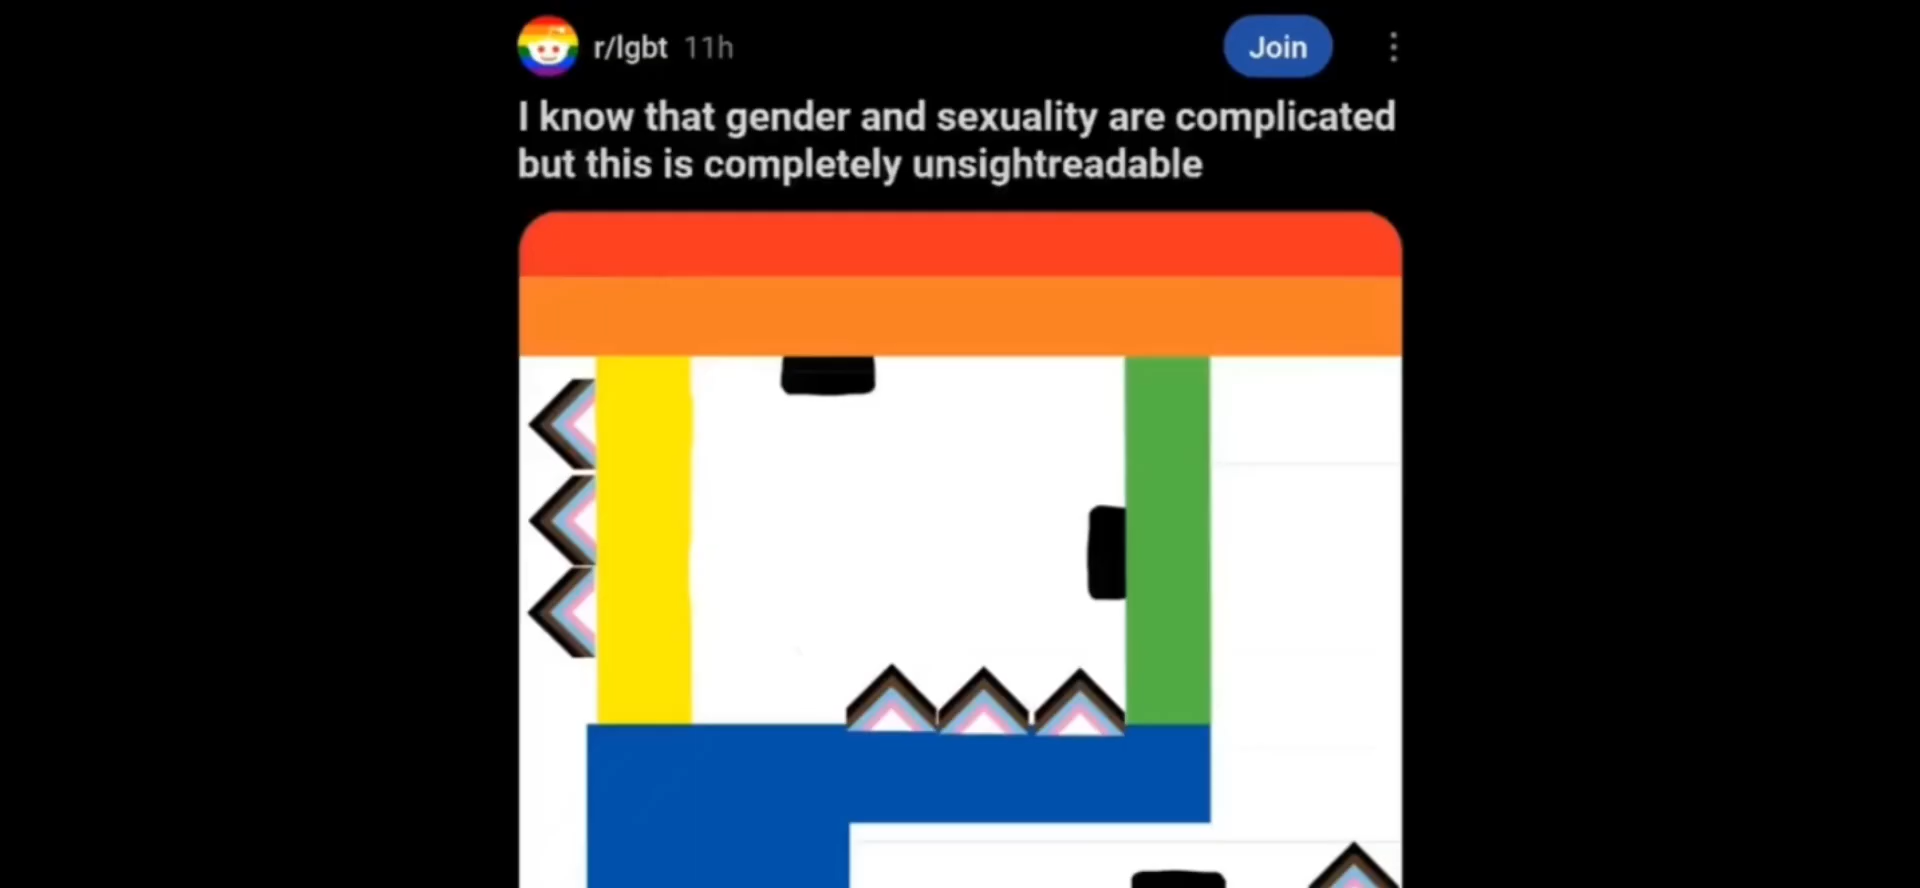 r/lgbt 11h
Join
I know that gender and sexuality are complicated
but this is completely unsightreadable